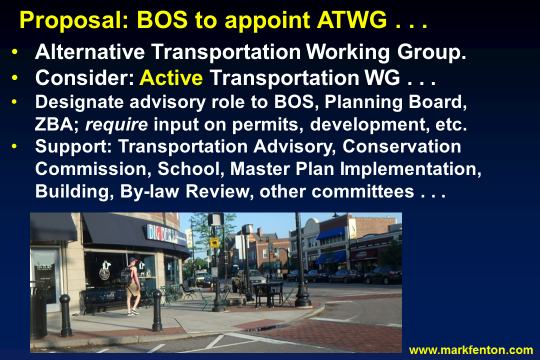 Proposal: BOS to appoint ATWG . . .
• Alternative Transportation Working Group.
• Consider: Active Transportation WG . . .
• Designate advisory role to BOS, Planning Board,
ZBA; require input on permits, development, etc.
• Support: Transportation Advisory, Conservation
Commission, School, Master Plan Implementation,
Building, By-law Review, other committees . . .
www.markfenton.com